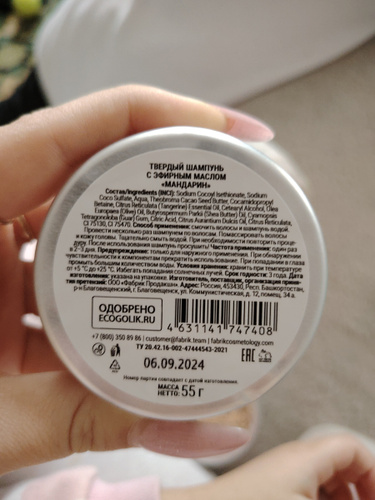 ТВЕРДЫЙ ШАМПУНЬ
С ЭФИРНЫМ МАСЛОМ
«МАНДАРИН»
Состав/Ingredients (INCI): Sodium Cocoyl Isethionate, Sodium
Coco Sulfate, Aqua, Theobroma Cacao Seed Butter, Cocamidopropyl
Betaine, Citrus Reticulata (Tangerine) Essential Oil, Cetearyl Alcohol, Olea
Europaea (Olive) Oil, Butyrospermum Parkii (Shea Butter) Oil, Cyamopsis
Tetragonoloba (Guar) Gum, Citric Acid, Citrus Aurantium Dulcis Oil, Citrus Reticulata,
CI 75130, CI 75470. Способ применения: смочить волосы и шампунь водой.
Провести несколько раз шампунем по волосам. Помассировать волосы
и кожу головы. Тщательно смыть водой. При необходимости повторить проце-
дуру. После использования шампунь просушить. Частота применения: один раз
в 2-3 дня. Предупреждение: только для наружного применения. При обнаружении
чувствительности к компонентам прекратить использование. При попадании в глаза
промыть большим количеством воды. Условия хранения: хранить при температуре
от +5 °С до +25 °С. Избегать попадания солнечных лучей. Срок годности: 3 года. Дата
изготовления: указана на упаковке. Изготовитель, поставщик, организация, прини-
мающая претензии: ООО «Фабрик Продакшн». Адрес: Россия, 453430, Респ. Башкортостан,
р-н Благовещенский, г. Благовещенск, ул. Коммунистическая, д. 12, помещ. 34 а.
ОДОБРЕНО
ECOGOLIK.RU
4 631141 747408
+7 (800) 350 89 86 | customer@fabrik.team | fabrikcosmetology.com
ТУ 20.42.16-002-47444543-2021
EAC
06.09.2024
Номер партии совпадает с датой изготовления.
МАССА
НЕТТО: 55 г